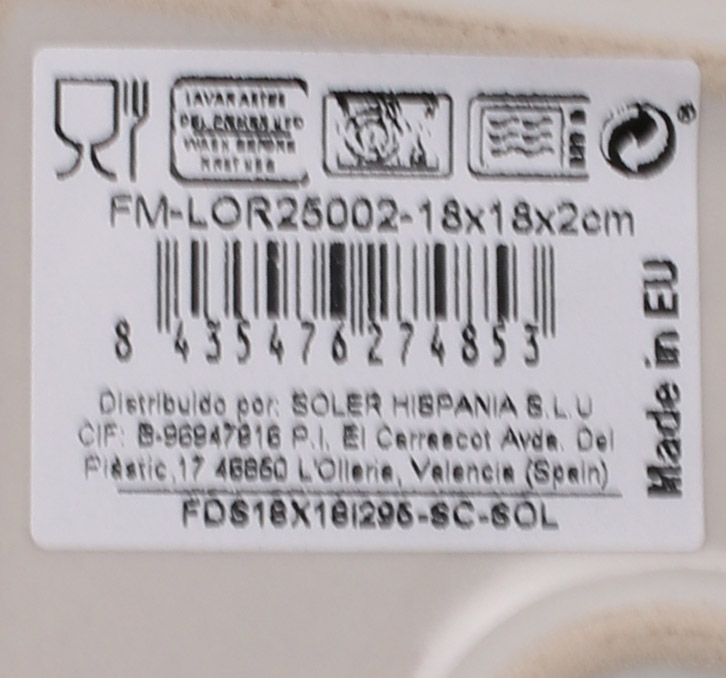 LAVAR ANTES
DEL PRIMER USO
WASH BEFORE
FIRST USE
®
FM-LOR25002-18x18x2cm
8 435476 274853
Made in EU
Distribuido por: SOLER HISPANIA S.L.U
CIF: B-96947916 P.I. El Carrascot Avda. Del
Plàstic,17 46850 L'Olleria, Valencia (Spain)
FDS18X18I295-SC-SOL